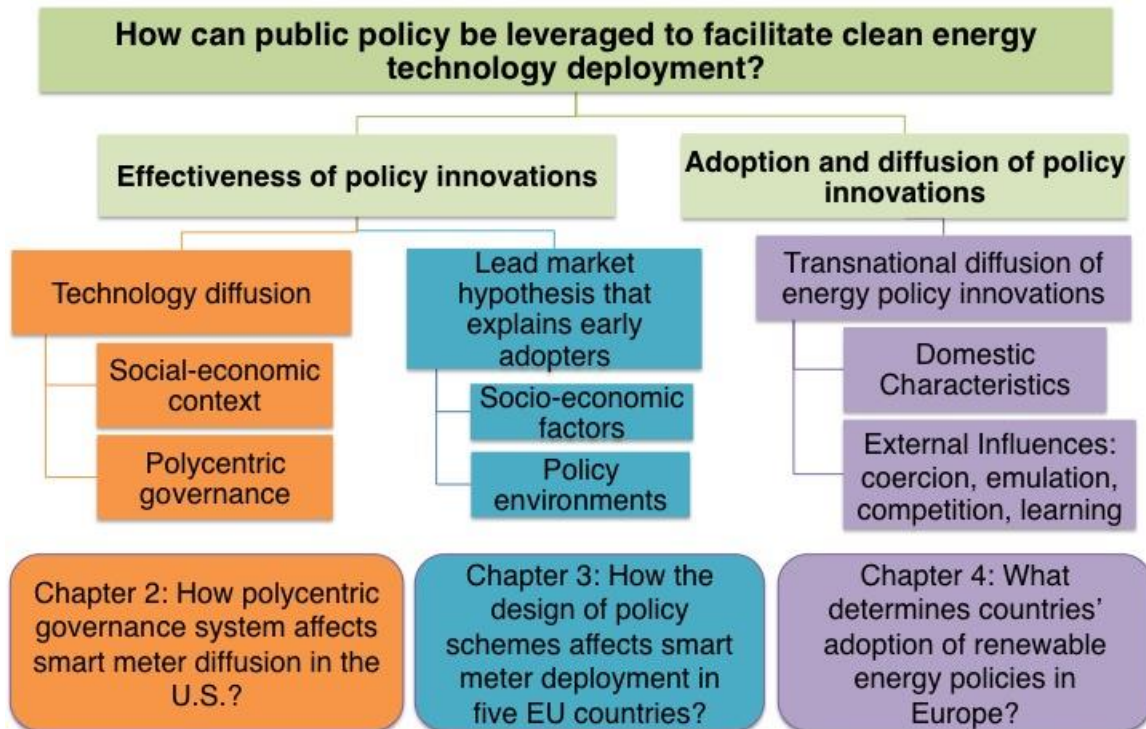 How can public policy be leveraged to facilitate clean energy
technology deployment?
Effectiveness of policy innovations
Adoption and diffusion of policy
innovations
Technology diffusion
Social-economic
context
Polycentric
governance
Lead market
hypothesis that
explains early
adopters
Socio-economic
factors
Policy
environments
Transnational diffusion of
energy policy innovations
Domestic
Characteristics
External Influences:
coercion, emulation,
competition, learning
Chapter 2: How polycentric
governance system affects
smart meter diffusion in the
U.S.?
Chapter 3: How the
design of policy
schemes affects smart
meter deployment in
five EU countries?
Chapter 4: What
determines countries’
adoption of renewable
energy policies in
Europe?